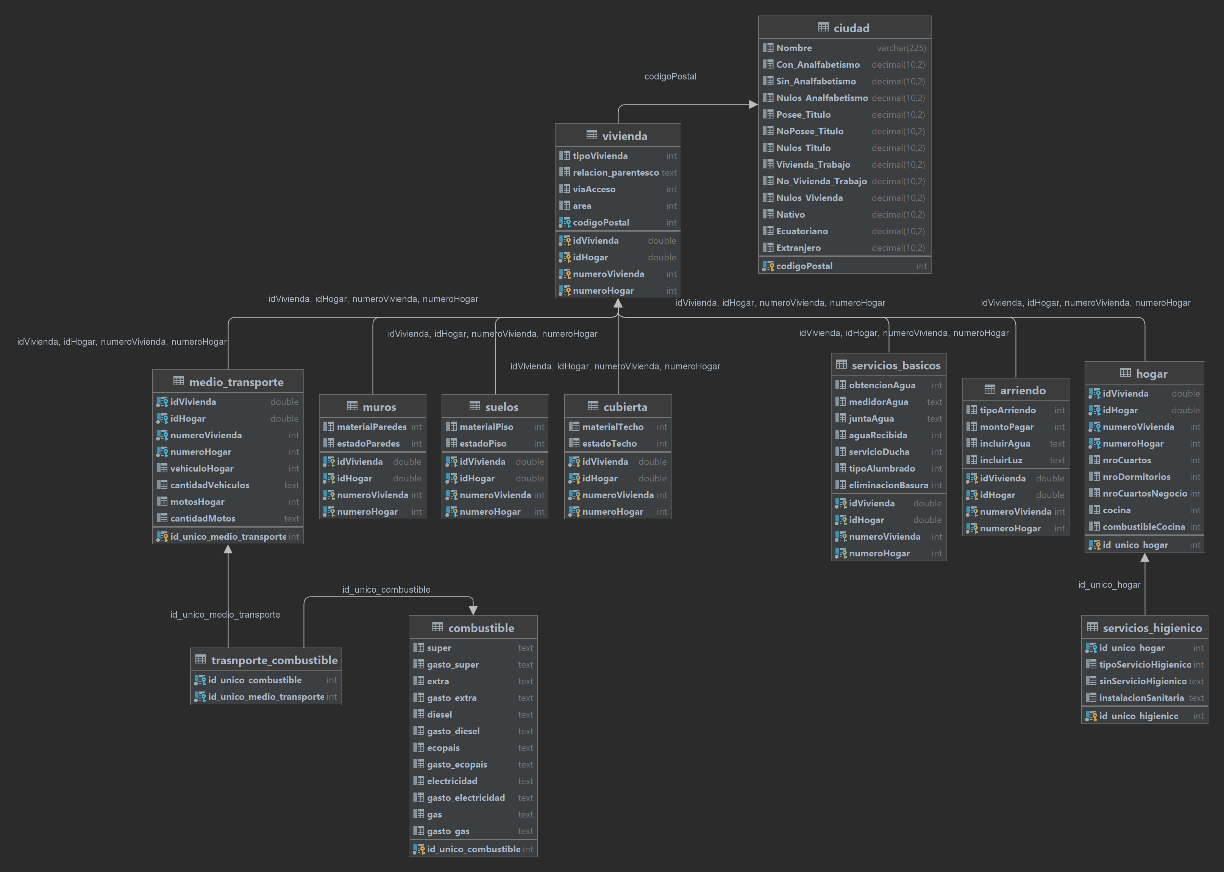 ciudad
Nombre varchar(225)
Con_Analfabetismo decimal(10,2)
Sin_Analfabetismo decimal(10,2)
Nulos_Analfabetismo decimal(10,2)
Posee_Titulo decimal(10,2)
NoPosee_Titulo decimal(10,2)
Nulos_Titulo decimal(10,2)
Vivienda_Trabajo decimal(10,2)
No_Vivienda_Trabajo decimal(10,2)
Nulos_Vivienda decimal(10,2)
Nativo decimal(10,2)
Ecuatoriano decimal(10,2)
Extranjero decimal(10,2)
codigoPostal int
codigoPostal
vivienda
tipoVivienda int
relacion_parentesco text
viaAcceso int
area int
codigoPostal int
idVivienda double
idHogar double
numeroVivienda int
numeroHogar int
idVivienda, idHogar, numeroVivienda, numeroHogar
idVivienda, idHogar, numeroVivienda, numeroHogar
idVivienda, idHogar, numeroVivienda, numeroHogar
idVivienda, idHogar, numeroVivienda, numeroHogar
idVivienda, idHogar, numeroVivienda, numeroHogar
idVivienda, idHogar, numeroVivienda, numeroHogar
idVivienda, idHogar, numeroVivienda, numeroHogar
medio_transporte
idVivienda double
idHogar double
numeroVivienda int
numeroHogar int
vehiculoHogar int
cantidadVehiculos text
motosHogar int
cantidadMotos text
id_unico_medio_transporte int
muros
materialParedes int
estadoParedes int
idVivienda double
idHogar double
numeroVivienda int
numeroHogar int
suelos
materialPiso int
estadoPiso int
idVivienda double
idHogar double
numeroVivienda int
numeroHogar int
cubierta
materialTecho int
estadoTecho int
idVivienda double
idHogar double
numeroVivienda int
numeroHogar int
servicios_basicos
obtencionAgua int
medidorAgua text
juntaAgua text
aguaRecibida int
servicioDucha int
tipoAlumbrado int
eliminacionBasura int
idVivienda double
idHogar double
numeroVivienda int
numeroHogar int
arriendo
tipoArriendo int
montoPagar int
incluirAgua text
incluirLuz text
idVivienda double
idHogar double
numeroVivienda int
numeroHogar int
hogar
idVivienda double
idHogar double
numeroVivienda int
numeroHogar int
nroCuartos int
nroDormitorios int
nroCuartosNegocio int
cocina int
combustibleCocina int
id_unico_hogar int
id_unico_medio_transporte
id_unico_combustible
id_unico_hogar
trasnporte_combustible
id_unico_combustible int
id_unico_medio_transporte int
combustible
super text
gasto_super text
extra text
gasto_extra text
diesel text
gasto_diesel text
ecopais text
gasto_ecopais text
electricidad text
gasto_electricidad text
gas text
gasto_gas text
id_unico_combustible int
servicios_higienico
id_unico_hogar int
tipoServicioHigienico int
sinServicioHigienico text
instalacionSanitaria text
id_unico_higienico int